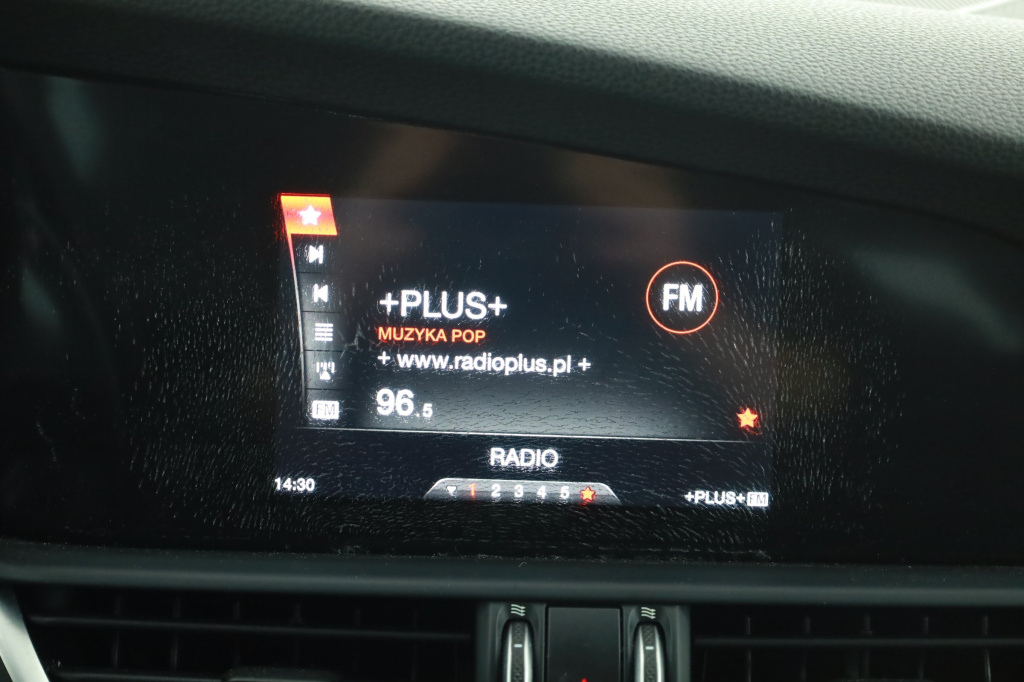 +PLUS+
MUZYKA POP
+ www.radioplus.pl +
96.5
FM
FM
RADIO
14:30
1 2 3 4 5
+PLUS+ FM